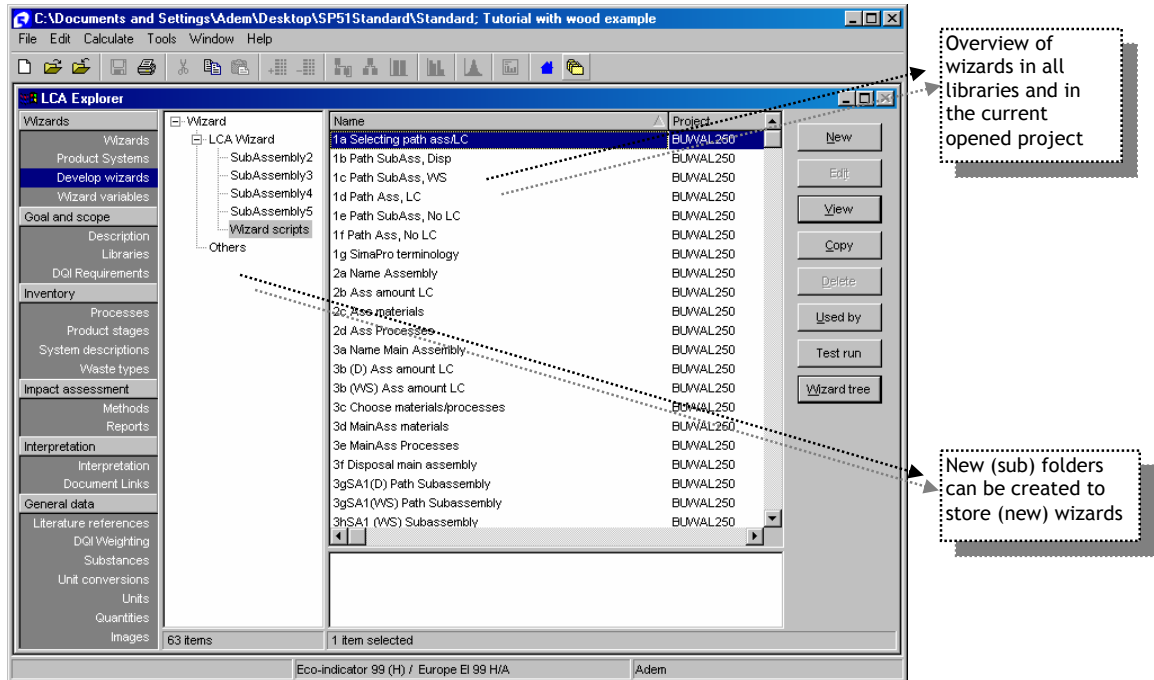 C:\Documents and Settings\Adem\Desktop\SP51Standard\Standard; Tutorial with wood example
File Edit Calculate Tools Window Help
LCA Explorer
Wizards
Wizards
Product Systems
Develop wizards
Wizard variables
Goal and scope
Description
Libraries
DQI Requirements
Inventory
Processes
Product stages
System descriptions
Waste types
Impact assessment
Methods
Reports
Interpretation
Interpretation
Document Links
General data
Literature references
DQI Weighting
Substances
Unit conversions
Units
Quantities
Images
Wizard
LCA Wizard
SubAssembly2
SubAssembly3
SubAssembly4
SubAssembly5
Wizard scripts
Others
63 items
Name Project
1a Selecting path ass/LC BUWAL250
1b Path SubAss, Disp BUWAL250
1c Path SubAss, WS BUWAL250
1d Path Ass, LC BUWAL250
1e Path SubAss, No LC BUWAL250
1f Path Ass, No LC BUWAL250
1g SimaPro terminology BUWAL250
2a Name Assembly BUWAL250
2b Ass amount LC BUWAL250
2c Ass materials BUWAL250
2d Ass Processes BUWAL250
3a Name Main Assembly BUWAL250
3b (D) Ass amount LC BUWAL250
3b (WS) Ass amount LC BUWAL250
3c Choose materials/processes BUWAL250
3d MainAss materials BUWAL250
3e MainAss Processes BUWAL250
3f Disposal main assembly BUWAL250
3gSA1(D) Path Subassembly BUWAL250
3gSA1(WS) Path Subassembly BUWAL250
3hSA1 (WS) Subassembly BUWAL250
1 item selected
New
Edit
View
Copy
Delete
Used by
Test run
Wizard tree
Eco-indicator 99 (H) / Europe EI 99 H/A Adem
Overview of
wizards in all
libraries and in
the current
opened project
New (sub) folders
can be created to
store (new) wizards